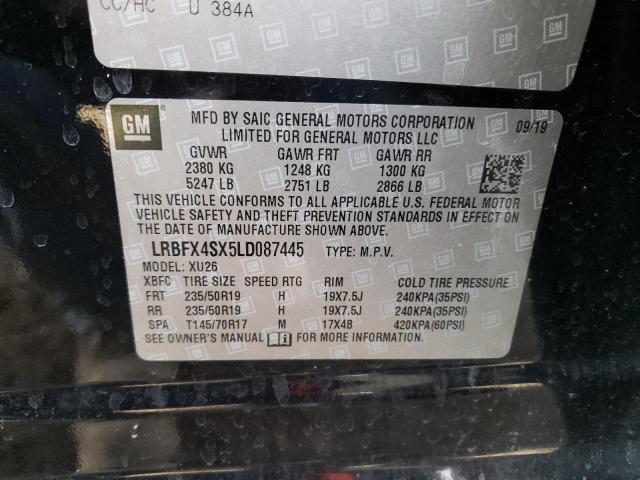 CC/HC U 384A
GM
MFD BY SAIC GENERAL MOTORS CORPORATION 09/19
LIMITED FOR GENERAL MOTORS LLC
GVWR GAWR FRT GAWR RR
2380 KG 1248 KG 1300 KG
5247 LB 2751 LB 2866 LB
THIS VEHICLE CONFORMS TO ALL APPLICABLE U.S. FEDERAL MOTOR
VEHICLE SAFETY AND THEFT PREVENTION STANDARDS IN EFFECT ON
THE DATE OF MANUFACTURE SHOWN ABOVE.
LRBFX4SX5LD087445 TYPE: M.P.V.
MODEL: XU26
XBFC TIRE SIZE SPEED RTG RIM COLD TIRE PRESSURE
FRT 235/50R19 H 19X7.5J 240KPA(35PSI)
RR 235/50R19 H 19X7.5J 240KPA(35PSI)
SPA T145/70R17 M 17X4B 420KPA(60PSI)
SEE OWNER'S MANUAL FOR MORE INFORMATION